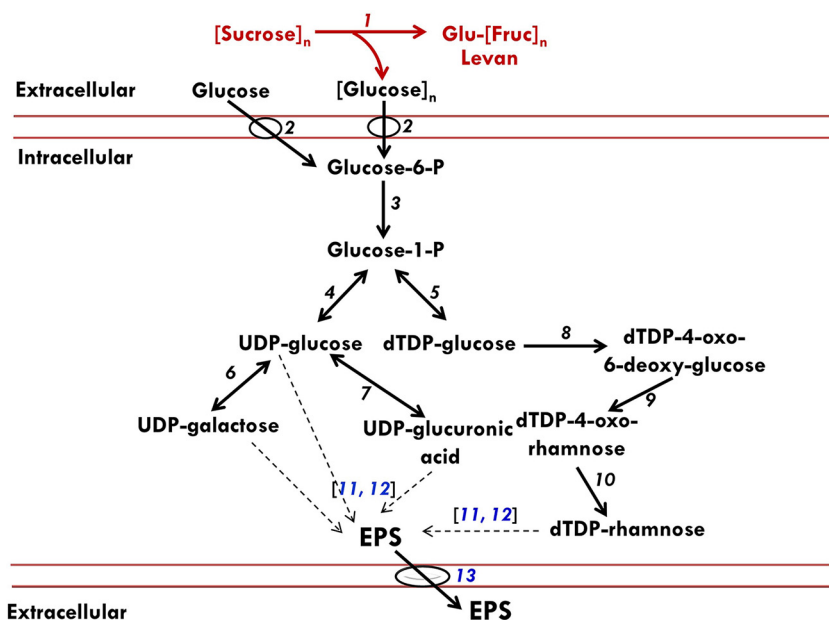 1
[Sucrose]n
Glu-[Fruc]n
Levan
Extracellular
Glucose
[Glucose]n
2
2
Intracellular
Glucose-6-P
3
Glucose-1-P
4
5
UDP-glucose
dTDP-glucose
8
dTDP-4-oxo-
6-deoxy-glucose
6
7
9
UDP-galactose
UDP-glucuronic
acid
dTDP-4-oxo-
rhamnose
10
[11, 12]
[11, 12]
EPS
dTDP-rhamnose
13
Extracellular
EPS